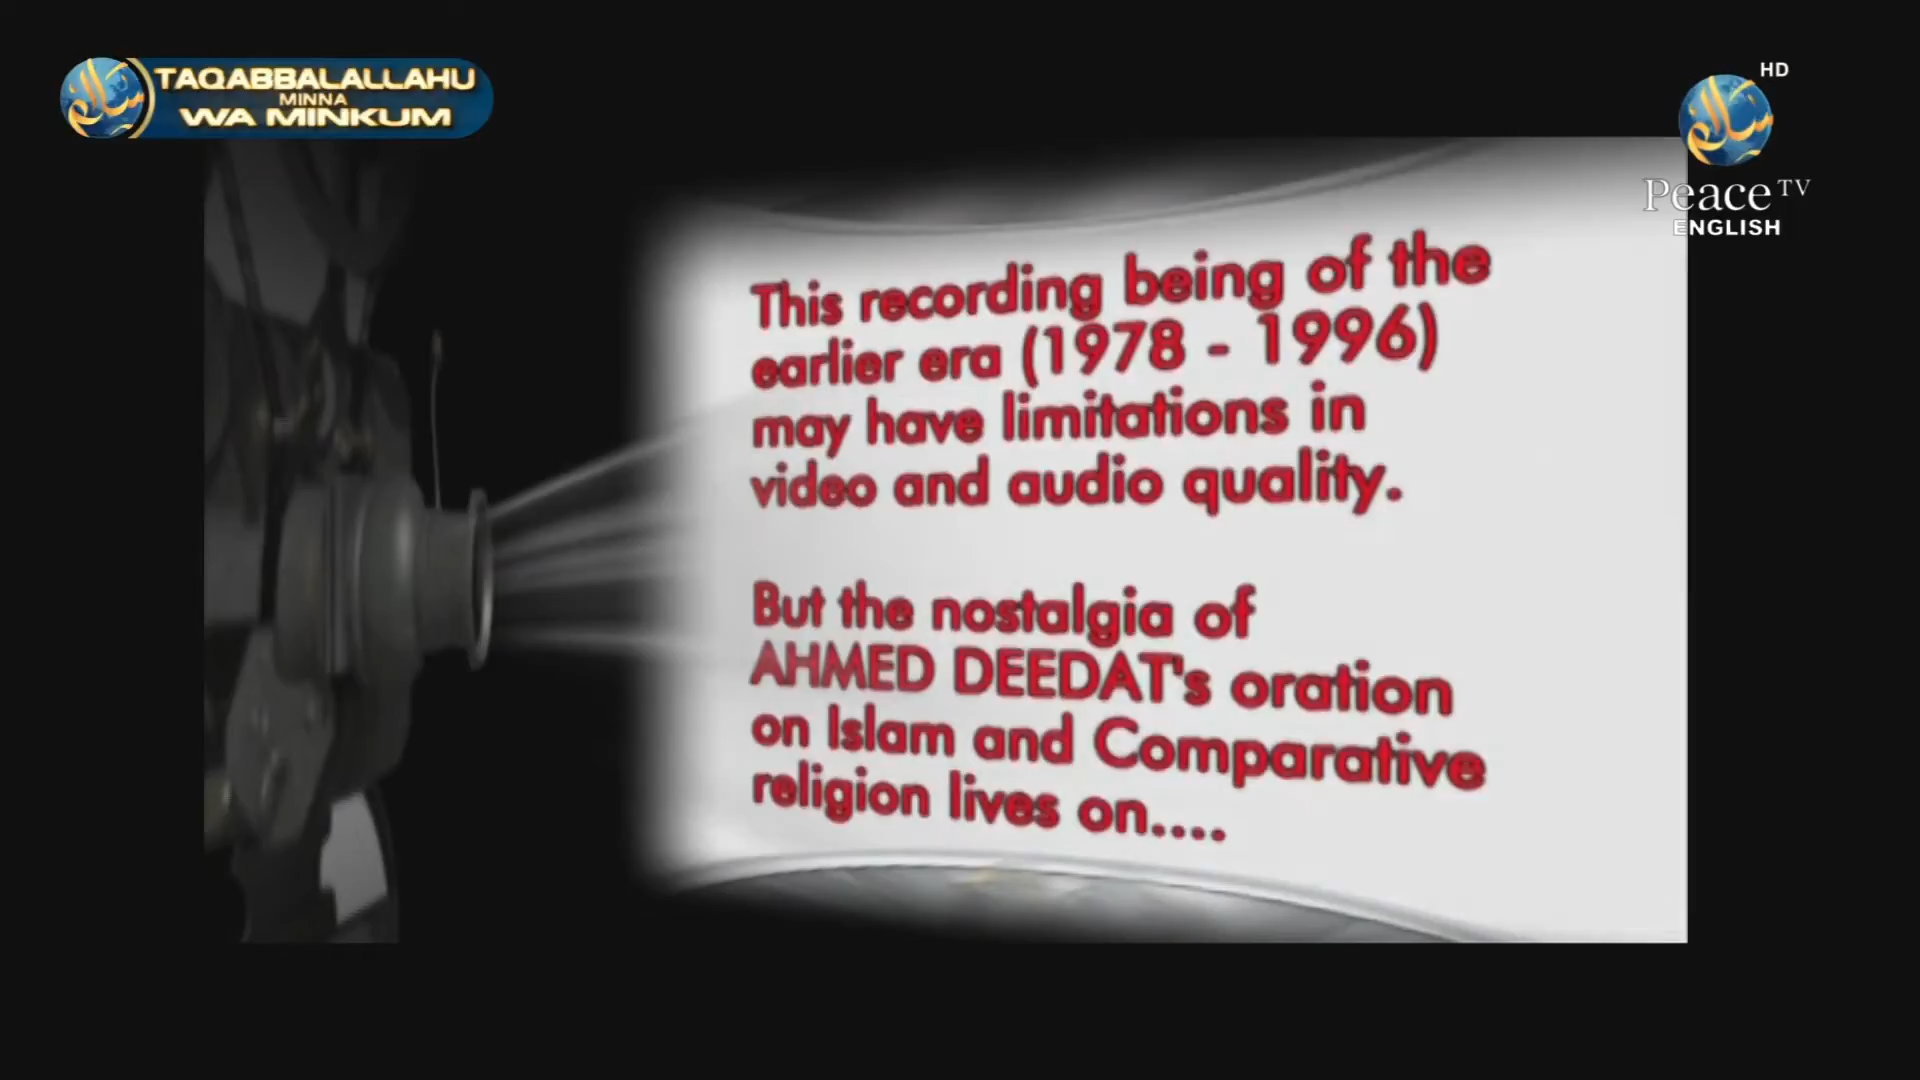 TAQABBALALLAHU
MINNA
WA MINKUM
HD
Peace TV
ENGLISH
This recording being of the
earlier era (1978 - 1996)
may have limitations in
video and audio quality.
But the nostalgia of
AHMED DEEDAT's oration
on Islam and Comparative
religion lives on....